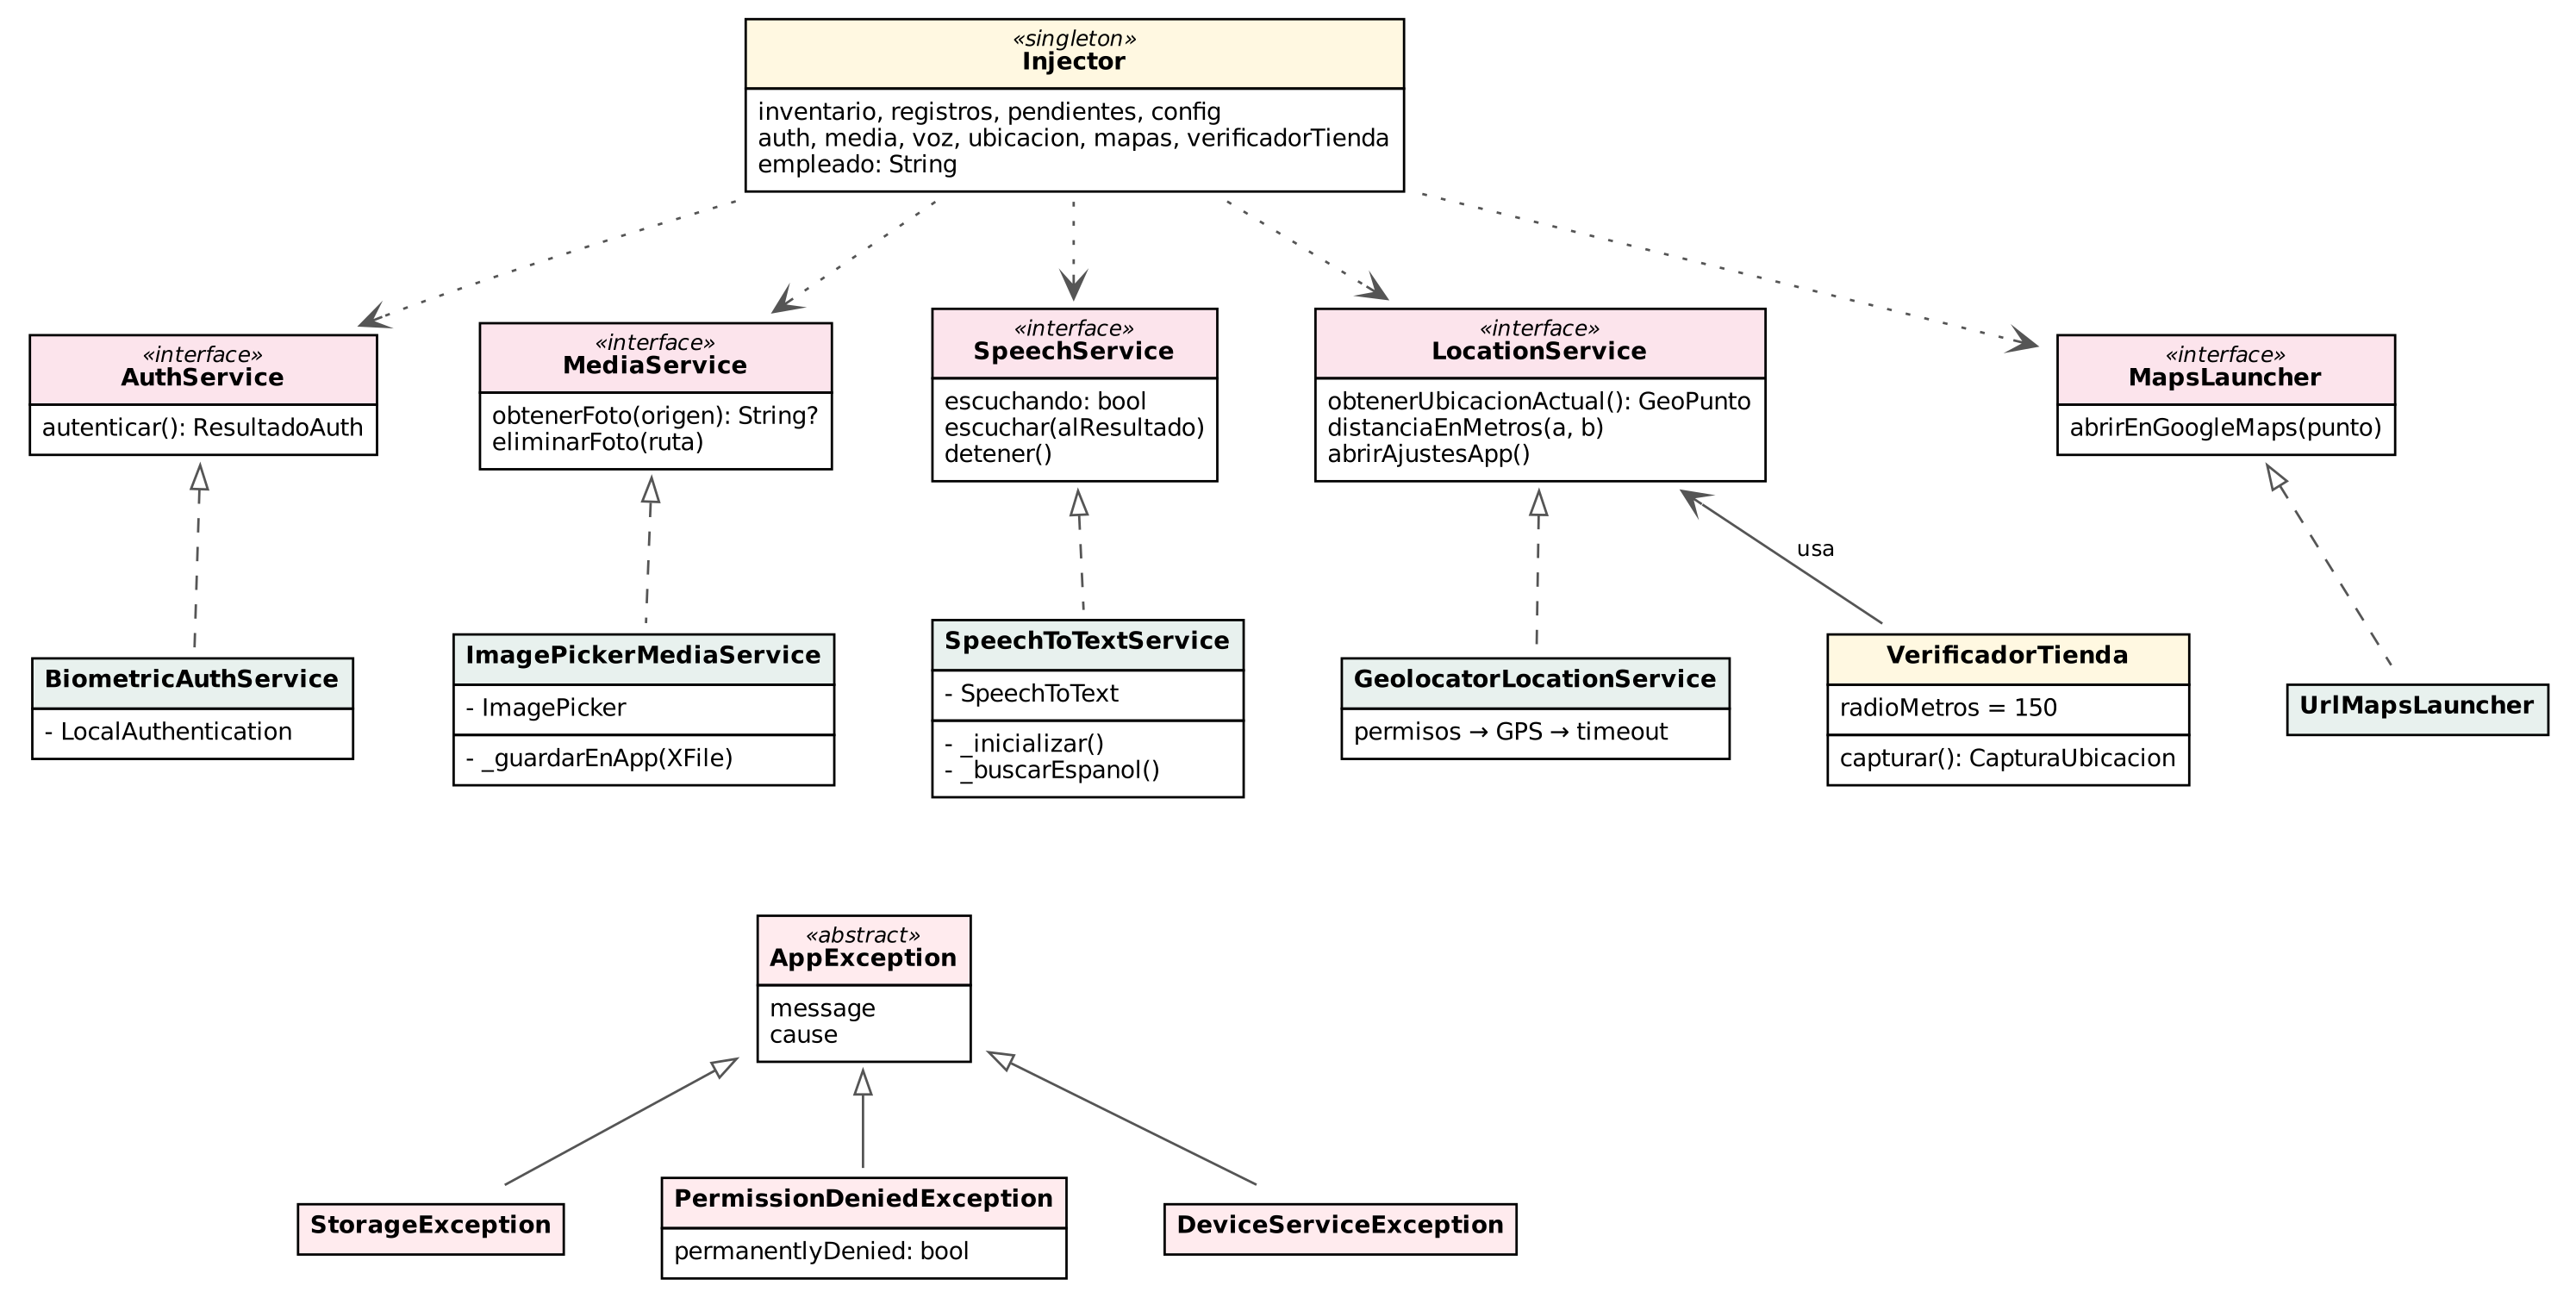 «singleton»
Injector
inventario, registros, pendientes, config
auth, media, voz, ubicacion, mapas, verificadorTienda
empleado: String
«interface»
AuthService
autenticar(): ResultadoAuth
«interface»
MediaService
obtenerFoto(origen): String?
eliminarFoto(ruta)
«interface»
SpeechService
escuchando: bool
escuchar(alResultado)
detener()
«interface»
LocationService
obtenerUbicacionActual(): GeoPunto
distanciaEnMetros(a, b)
abrirAjustesApp()
«interface»
MapsLauncher
abrirEnGoogleMaps(punto)
usa
BiometricAuthService
- LocalAuthentication
ImagePickerMediaService
- ImagePicker
- _guardarEnApp(XFile)
SpeechToTextService
- SpeechToText
- _inicializar()
- _buscarEspanol()
GeolocatorLocationService
permisos → GPS → timeout
VerificadorTienda
radioMetros = 150
capturar(): CapturaUbicacion
UrlMapsLauncher
«abstract»
AppException
message
cause
StorageException
PermissionDeniedException
permanentlyDenied: bool
DeviceServiceException